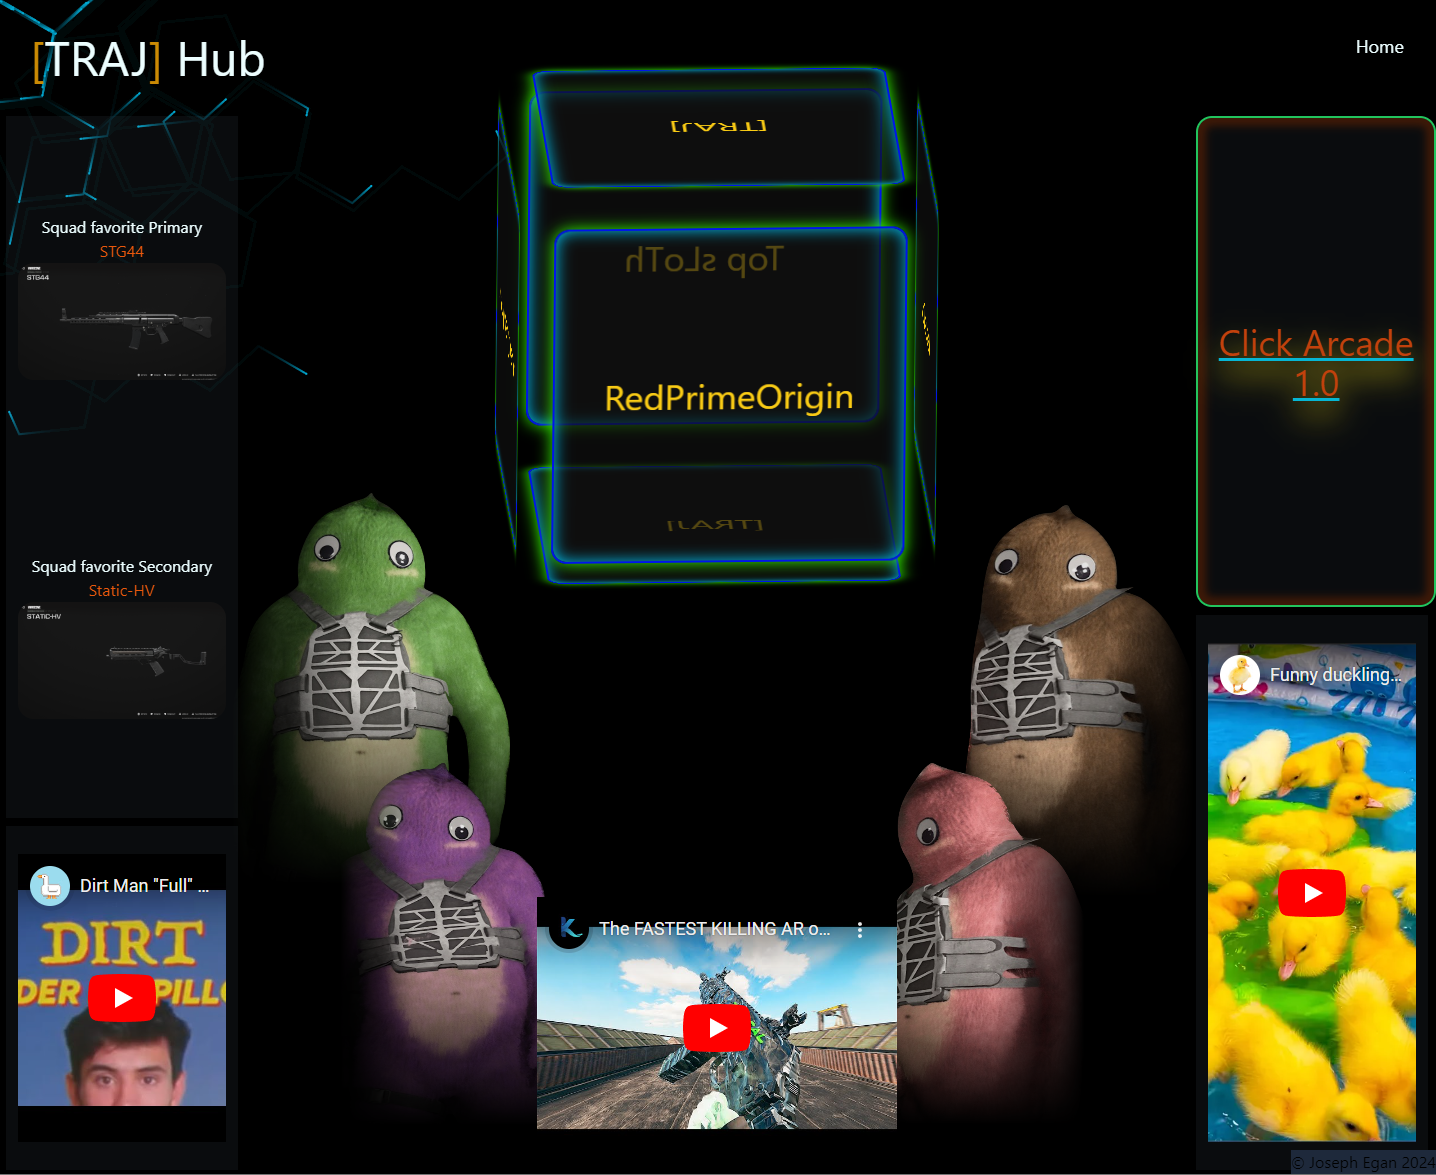 [TRAJ] Hub
Home
[TRAJ]
Squad favorite Primary
STG44
STG44
Top sLoTh
RedPrimeOrigin
Click Arcade
1.0
[TRAJ]
Squad favorite Secondary
Static-HV
STATIC-HV
Funny duckling...
Dirt Man "Full" ...
DIRT
DER
PILL
The FASTEST KILLING AR o...
© Joseph Egan 2024